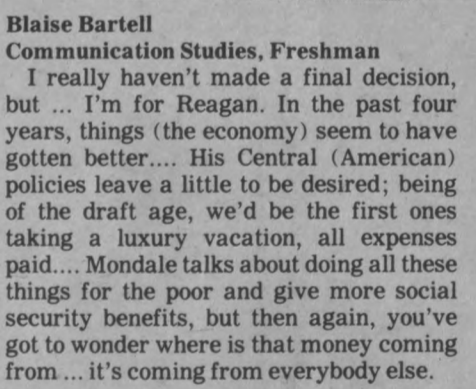 Blaise Bartell
Communication Studies, Freshman
I really haven't made a final decision,
but ... I'm for Reagan. In the past four
years, things (the economy) seem to have
gotten better.... His Central (American)
policies leave a little to be desired; being
of the draft age, we'd be the first ones
taking a luxury vacation, all expenses
paid.... Mondale talks about doing all these
things for the poor and give more social
security benefits, but then again, you've
got to wonder where is that money coming
from ... it's coming from everybody else.